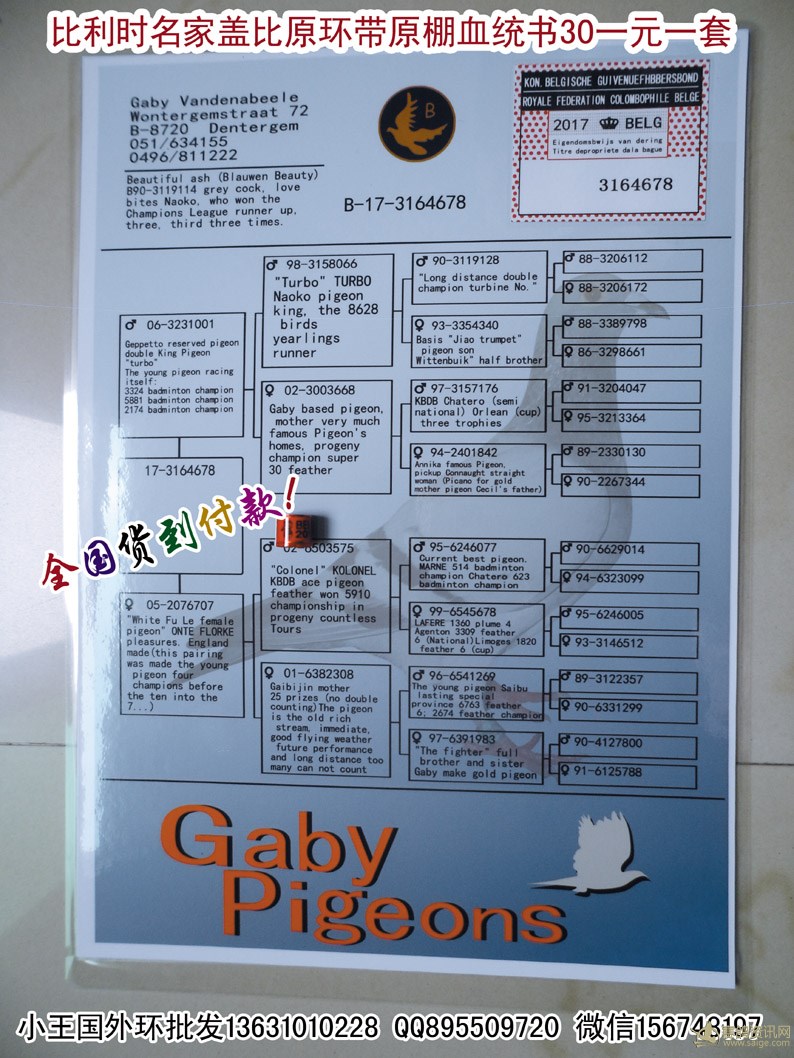 比利时名家盖比原环带原棚血统书30一元一套
Gaby Vandenabeele
Wontergemstraat 72
B-8720 Dentergem
051/634155
0496/811222
Beautiful ash (Blauwen Beauty)
B90-3119114 grey cock, love
bites Naoko, who won the
Champions League runner up,
three, third three times.
B
B-17-3164678
KON. BELGISCHE GUIVENUEFHBBERSBOND
ROYALE FEDERATION COLOMBOPHILE BELGE
2017 BELG
Eigendomsbwijs van dering
Titre depropriete dala bague
3164678
♂ 06-3231001
Geppetto reserved pigeon
double King Pigeon
"turbo"
The young pigeon racing
itself:
3324 badminton champion
5881 badminton champion
2174 badminton champion
17-3164678
♀ 05-2076707
"White Fu Le female
pigeon" ONTE FLORKE
pleasures. England
made(this pairing
was made the young
pigeon four
champions before
the ten into the
7...)
♂ 98-3158066
"Turbo" TURBO
Naoko pigeon
king, the 8628
birds
yearlings
runner
♀ 02-3003668
Gaby based pigeon,
mother very much
famous Pigeon's
homes, progeny
champion super
30 feather
♂ 02-6503575
"Colonel" KOLONEL
KBDB ace pigeon
feather won 5910
championship in
progeny countless
Tours
♀ 01-6382308
Gaibijin mother
25 prizes (no double
counting)The pigeon
is the old rich
stream, immediate,
good flying weather
future performance
and long distance too
many can not count
♂ 90-3119128
"Long distance double
champion turbine No."
♀ 93-3354340
Basis "Jiao trumpet"
pigeon son
Wittenbuik" half brother
♂ 97-3157176
KBDB Chatero (semi
national) Orlean (cup)
three trophies
♀ 94-2401842
Annika famous Pigeon,
pickup Connaught straight
woman (Picano for gold
mother pigeon Cecil's father)
♂ 95-6246077
Current best pigeon.
MARNE 514 badminton
champion Chatero 623
badminton champion
♀ 99-6545678
LAFERE 1360 plume 4
Agenton 3309 feather
6 (National)Limoges 1820
feather 6 (cup)
♂ 96-6541269
The young pigeon Saibu
lasting special
province 6763 feather
6; 2674 feather champion
♀ 97-6391983
"The fighter" full
brother and sister
Gaby make gold pigeon
♂ 88-3206112
♀ 88-3206172
♂ 88-3389798
♀ 86-3298661
♂ 91-3204047
♀ 95-3213364
♂ 89-2330130
♀ 90-2267344
♂ 90-6629014
♀ 94-6323099
♂ 95-6246005
♀ 93-3146512
♂ 89-3122357
♀ 90-6331299
♂ 90-4127800
♀ 91-6125788
全国货到付款!
Gaby
Pigeons
小王国外环批发13631010228 QQ895509720 微信156743197
www.saige.com